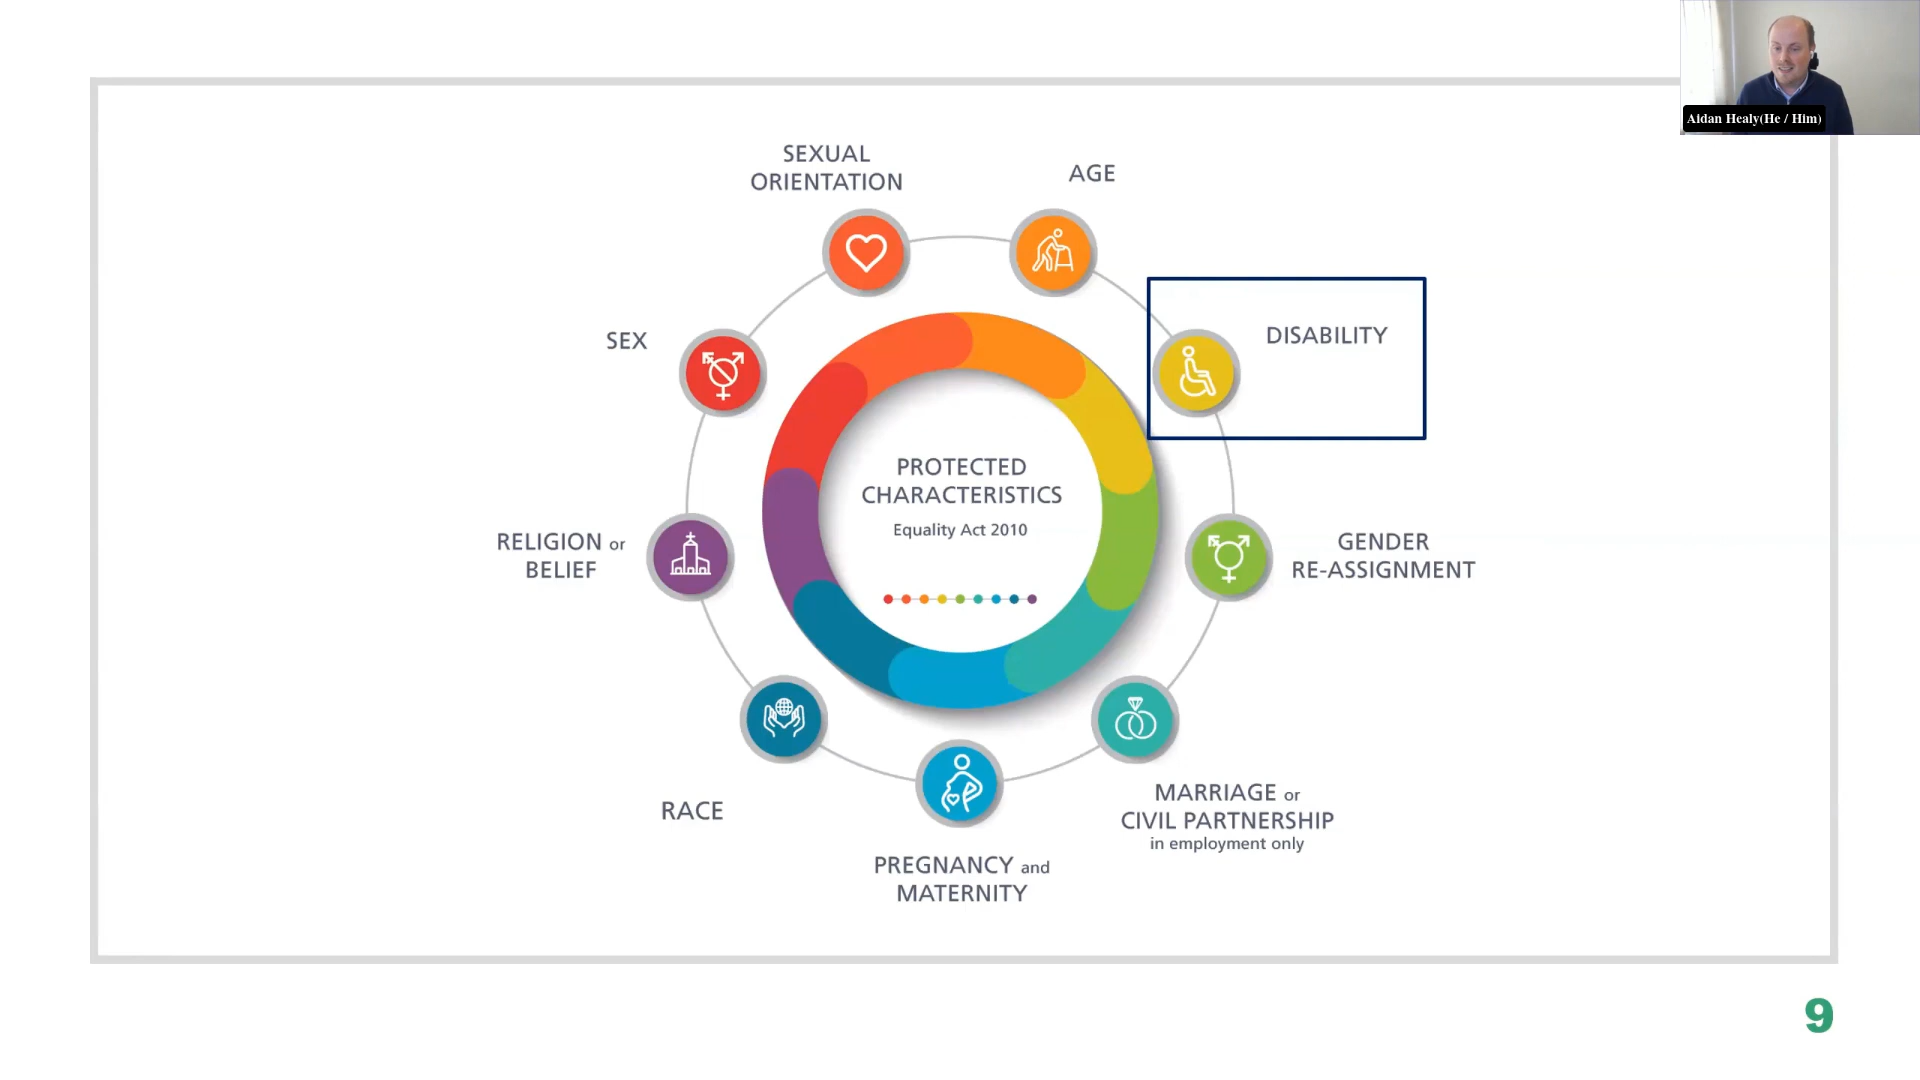 Aidan Healy(He / Him)
SEXUAL
ORIENTATION
AGE
SEX
DISABILITY
PROTECTED
CHARACTERISTICS
Equality Act 2010
RELIGION or
BELIEF
GENDER
RE-ASSIGNMENT
RACE
MARRIAGE or
CIVIL PARTNERSHIP
in employment only
PREGNANCY and
MATERNITY
9